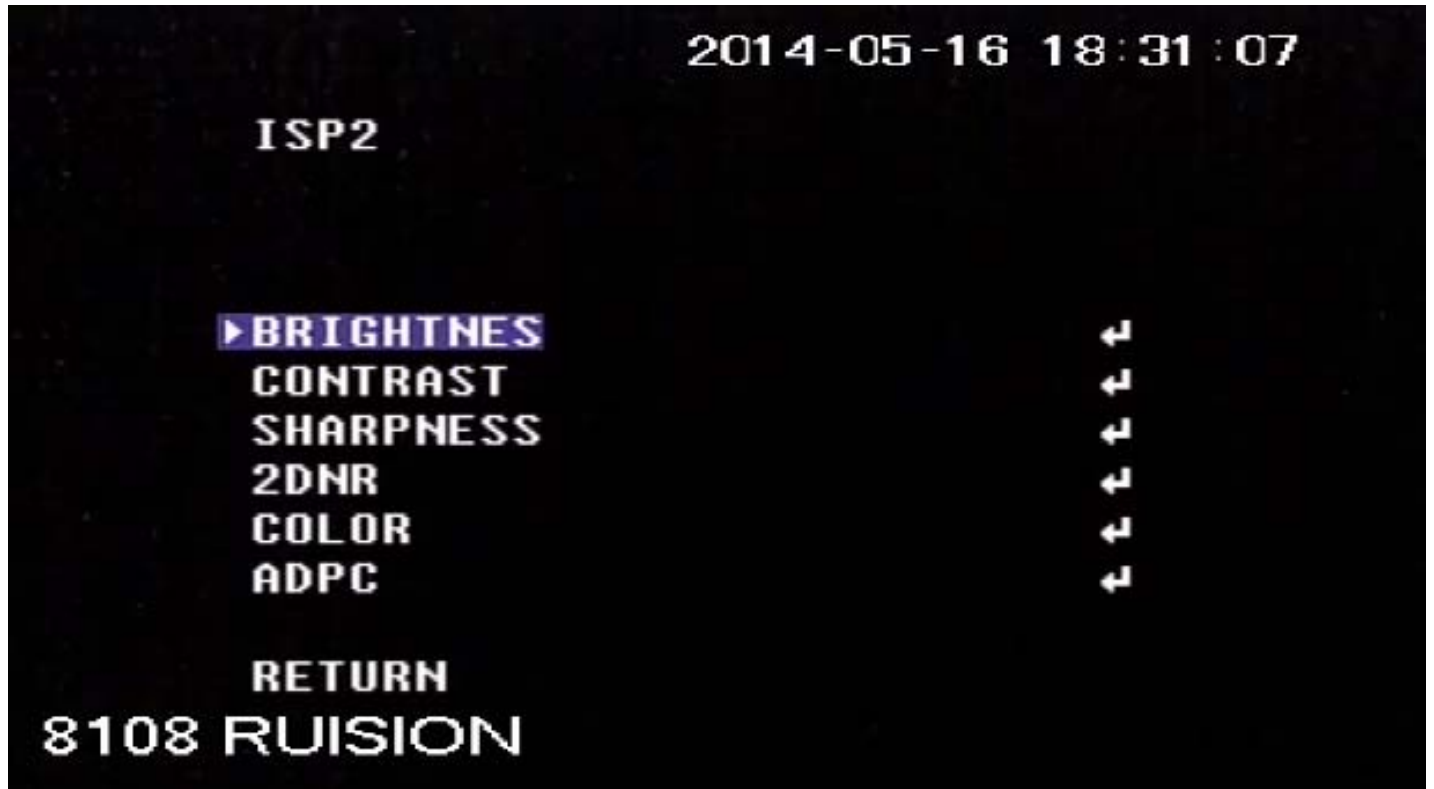 2014-05-16 18:31:07
ISP2
▶BRIGHTNES ↵
CONTRAST ↵
SHARPNESS ↵
2DNR ↵
COLOR ↵
ADPC ↵
RETURN
8108 RUISION